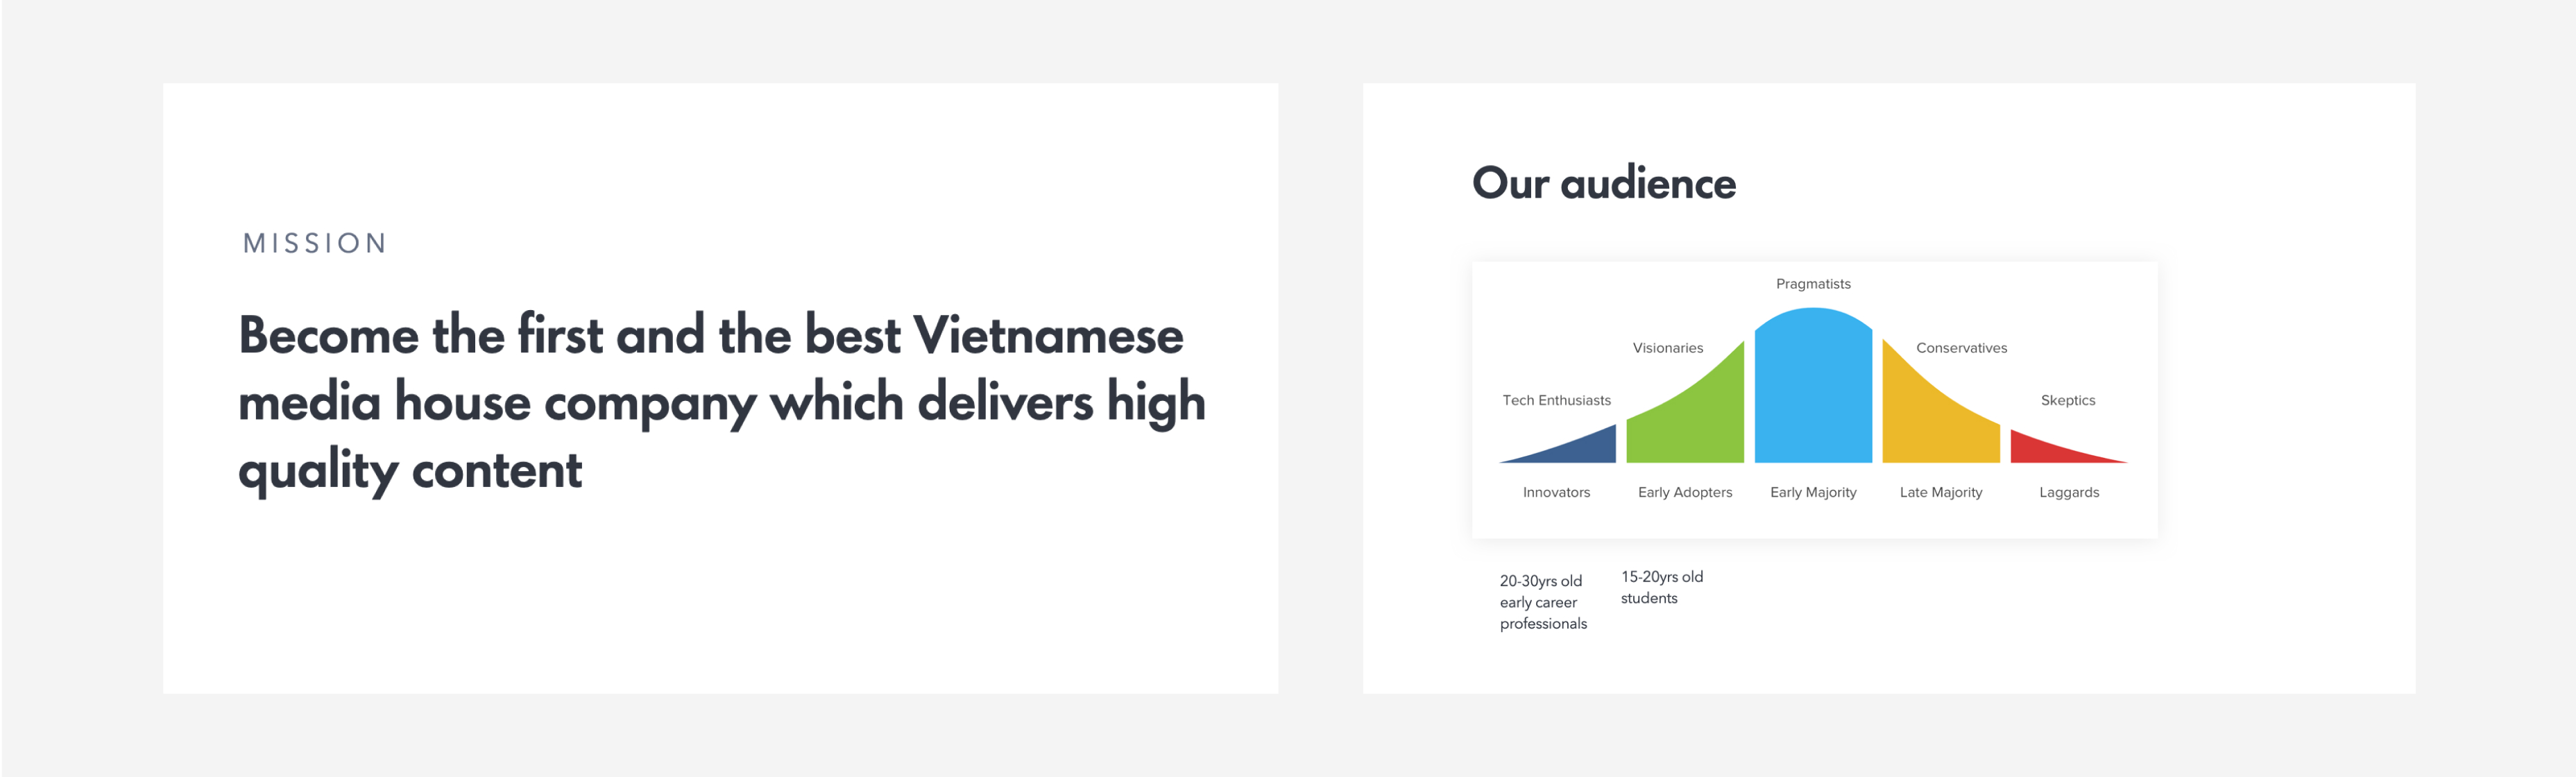 MISSION
Become the first and the best Vietnamese
media house company which delivers high
quality content
Our audience
Pragmatists
Visionaries
Conservatives
Tech Enthusiasts
Skeptics
Innovators
Early Adopters
Early Majority
Late Majority
Laggards
20-30yrs old
early career
professionals
15-20yrs old
students